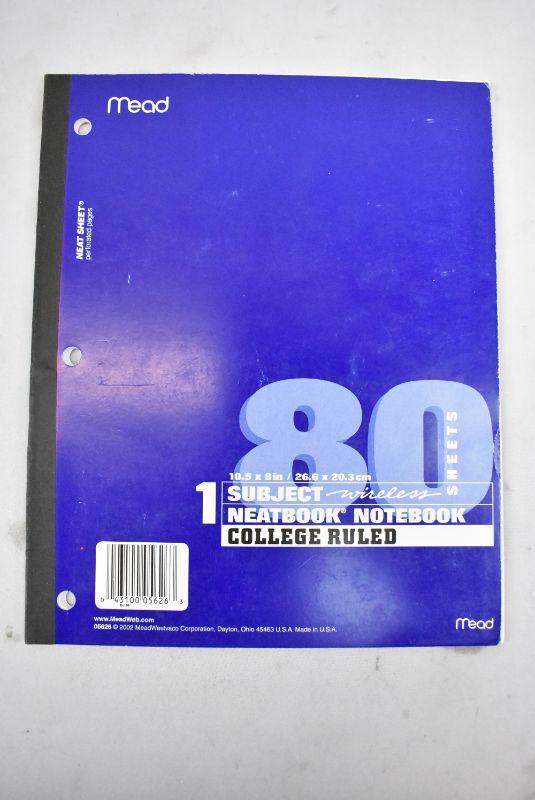 Mead
NEAT SHEET®
perforated pages
80
SHEETS
10.5 x 8 in / 26.6 x 20.3 cm
1 SUBJECT wireless
NEATBOOK® NOTEBOOK
COLLEGE RULED
0 43100 05626 3
www.MeadWeb.com
05626 © 2002 MeadWestvaco Corporation, Dayton, Ohio 45463 U.S.A. Made in U.S.A.
Mead